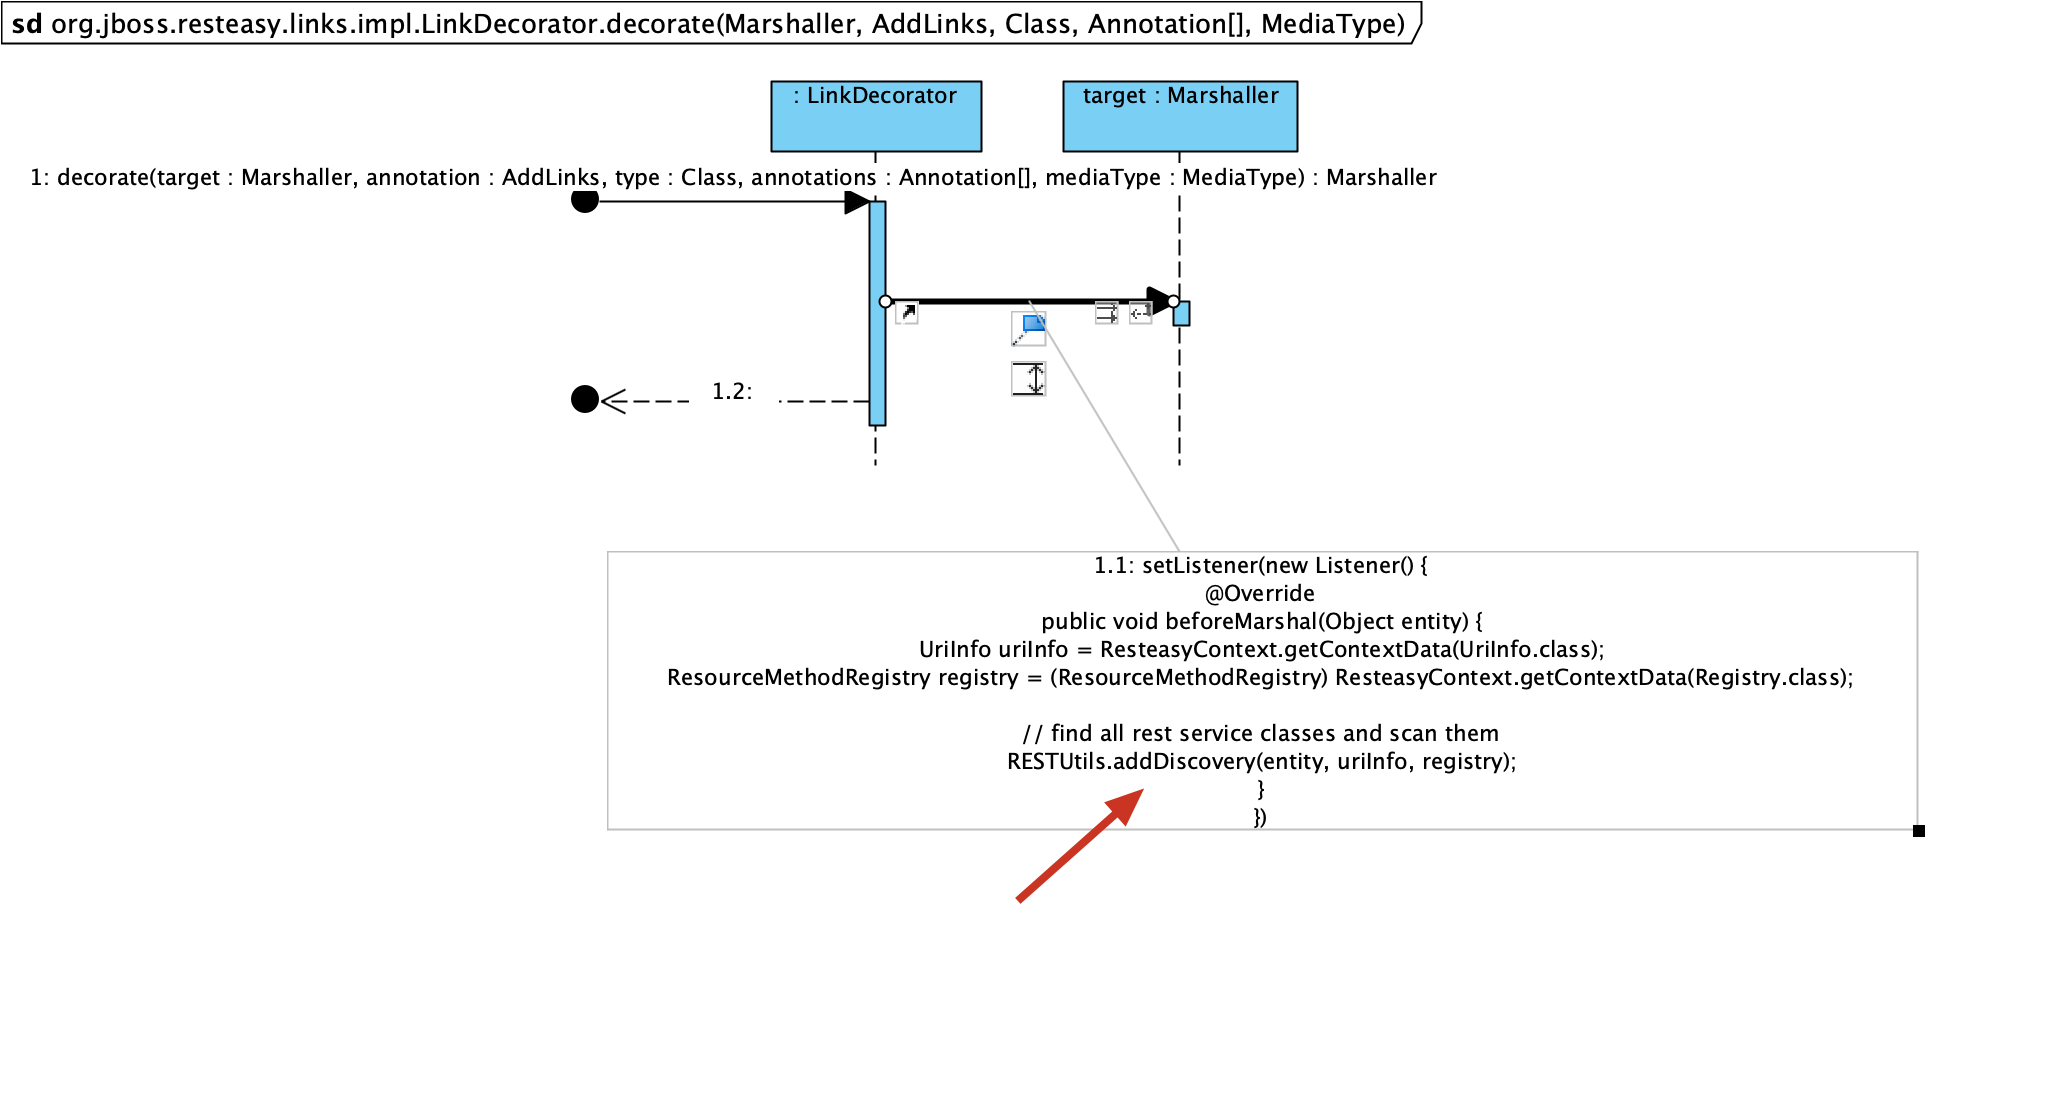 sd org.jboss.resteasy.links.impl.LinkDecorator.decorate(Marshaller, AddLinks, Class, Annotation[], MediaType)
: LinkDecorator
target : Marshaller
1: decorate(target : Marshaller, annotation : AddLinks, type : Class, annotations : Annotation[], mediaType : MediaType) : Marshaller
1.2:
1.1: setListener(new Listener() {
@Override
public void beforeMarshal(Object entity) {
UriInfo uriInfo = ResteasyContext.getContextData(UriInfo.class);
ResourceMethodRegistry registry = (ResourceMethodRegistry) ResteasyContext.getContextData(Registry.class);
// find all rest service classes and scan them
RESTUtils.addDiscovery(entity, uriInfo, registry);
}
})